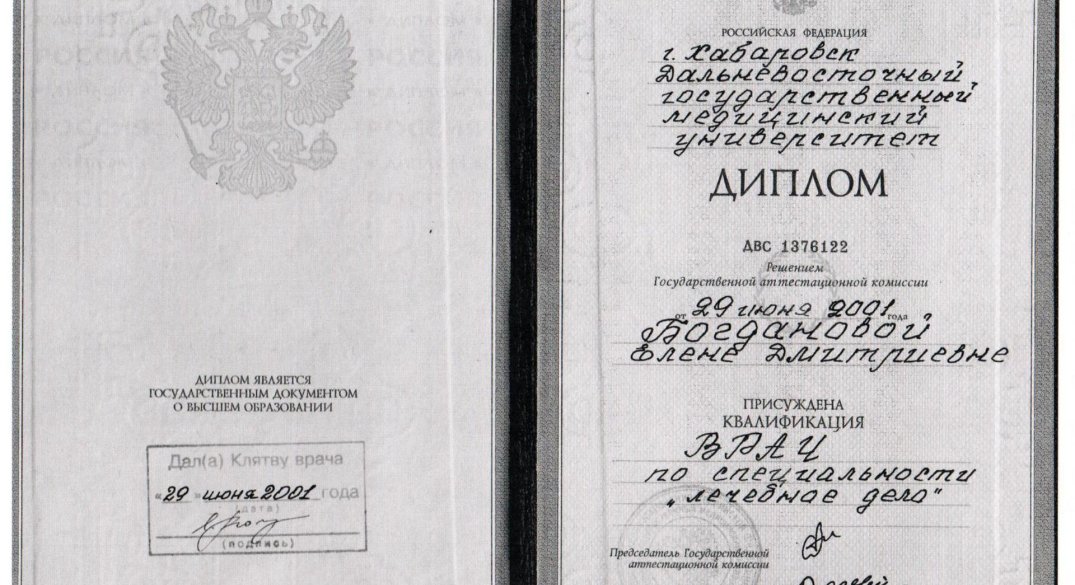 ДИПЛОМ ЯВЛЯЕТСЯ
ГОСУДАРСТВЕННЫМ ДОКУМЕНТОМ
О ВЫСШЕМ ОБРАЗОВАНИИ
Дал(а) Клятву врача
«29» июня 2001 года
(дата)
(подпись)
РОССИЙСКАЯ ФЕДЕРАЦИЯ
г. Хабаровск
Дальневосточный
государственный
медицинский
университет
ДИПЛОМ
ДВС 1376122
Решением
Государственной аттестационной комиссии
от 29 июня 2001 года
Богдановой
Елене Дмитриевне
ПРИСУЖДЕНА
КВАЛИФИКАЦИЯ
ВРАЧ
по специальности
„лечебное дело"
Председатель Государственной
аттестационной комиссии